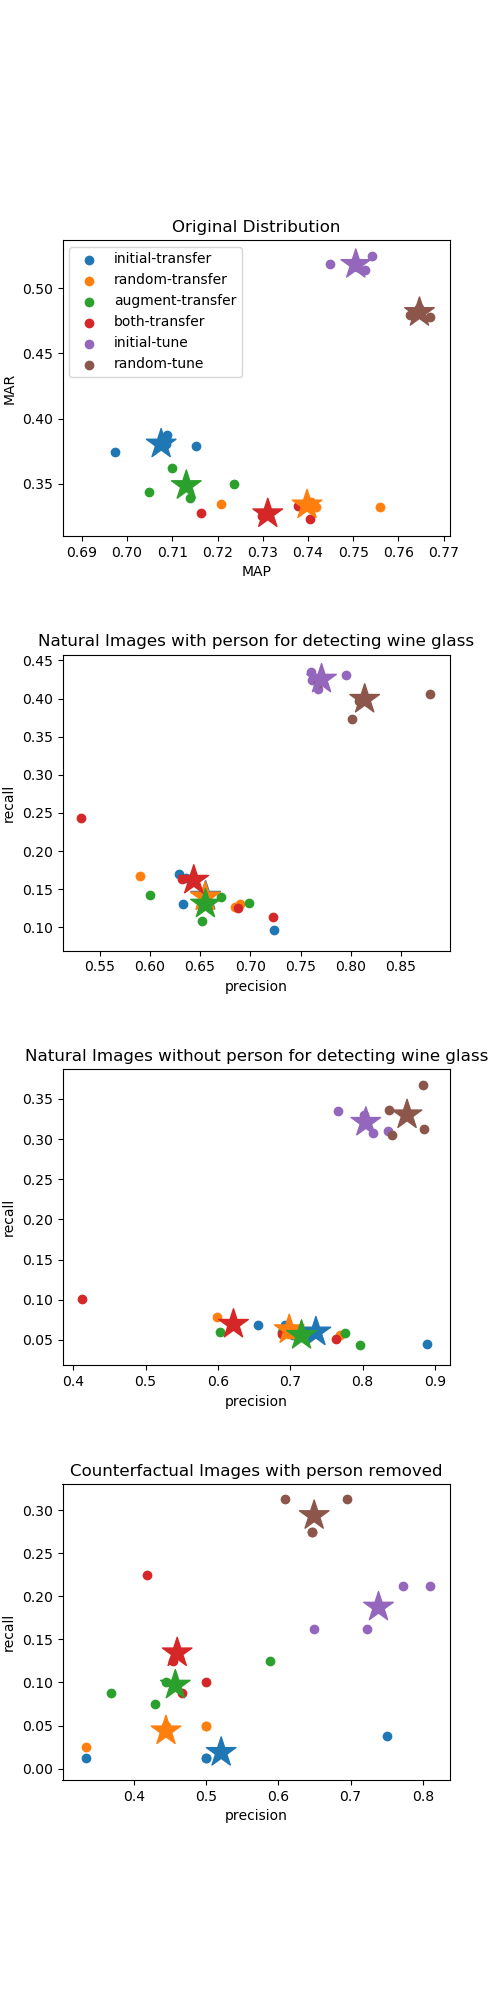 Original Distribution
initial-transfer
random-transfer
augment-transfer
both-transfer
initial-tune
random-tune
0.50
0.45
0.40
0.35
MAR
0.69 0.70 0.71 0.72 0.73 0.74 0.75 0.76 0.77
MAP
Natural Images with person for detecting wine glass
0.45
0.40
0.35
0.30
0.25
0.20
0.15
0.10
recall
0.55 0.60 0.65 0.70 0.75 0.80 0.85
precision
Natural Images without person for detecting wine glass
0.35
0.30
0.25
0.20
0.15
0.10
0.05
recall
0.4 0.5 0.6 0.7 0.8 0.9
precision
Counterfactual Images with person removed
0.30
0.25
0.20
0.15
0.10
0.05
0.00
recall
0.4 0.5 0.6 0.7 0.8
precision